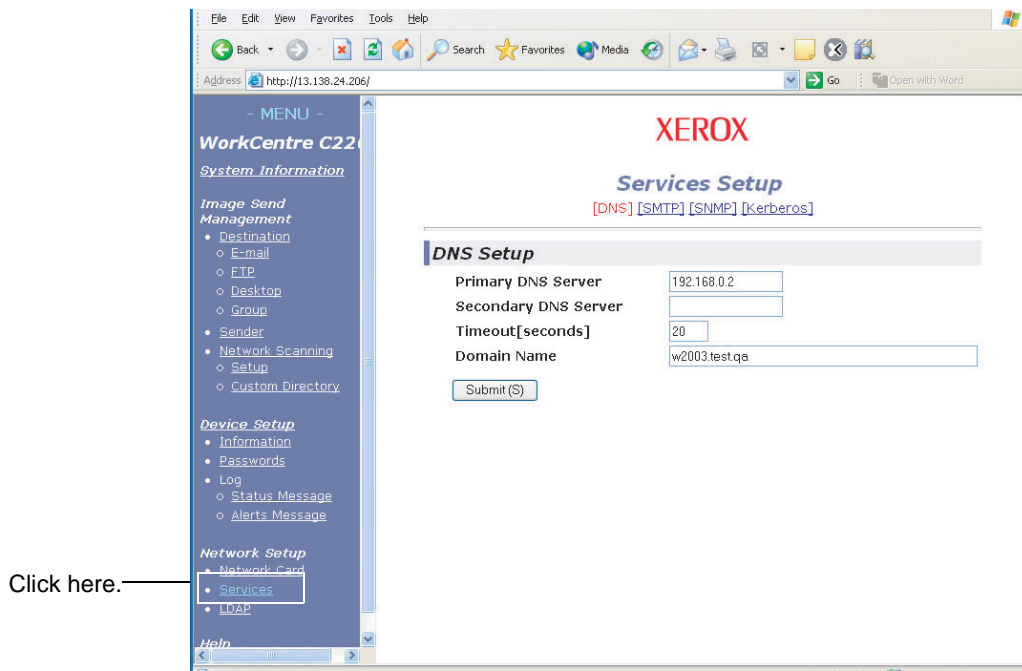 File Edit View Favorites Tools Help
Back Search Favorites Media
Address http://13.138.24.206/ Go Open with Word
- MENU -
WorkCentre C22
System Information
Image Send
Management
Destination
E-mail
FTP
Desktop
Group
Sender
Network Scanning
Setup
Custom Directory
Device Setup
Information
Passwords
Log
Status Message
Alerts Message
Network Setup
Network Card
Services
LDAP
Help
XEROX
Services Setup
[DNS] [SMTP] [SNMP] [Kerberos]
DNS Setup
Primary DNS Server 192.168.0.2
Secondary DNS Server
Timeout[seconds] 20
Domain Name w2003.test.qa
Submit (S)
Click here.